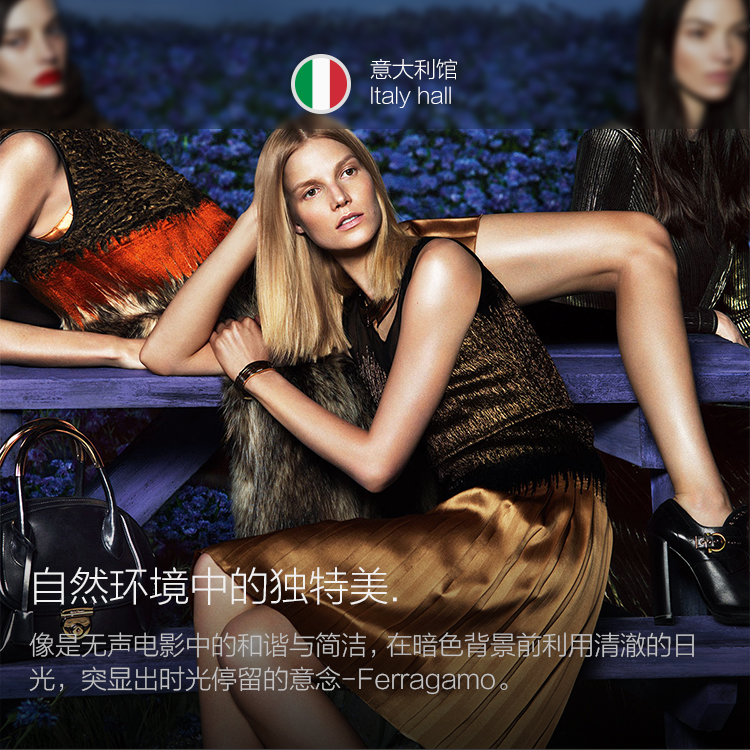 意大利馆
Italy hall
自然环境中的独特美.
像是无声电影中的和谐与简洁，在暗色背景前利用清澈的日
光，突显出时光停留的意念-Ferragamo。